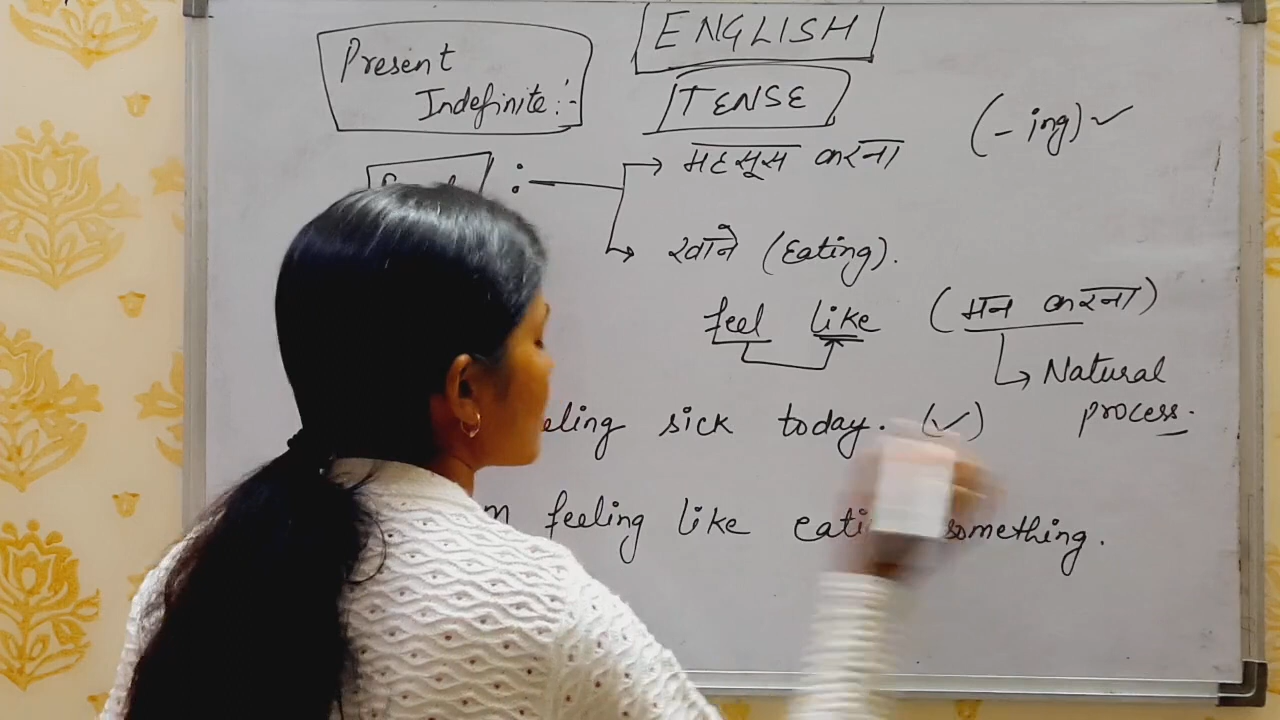 ENGLISH
Present
Indefinite :-
TENSE
(- ing) ✓
: → महसूस करना
→ खाने (Eating).
feel like (मन करना)
Natural
process.
sick today. (✓)
feeling like something.